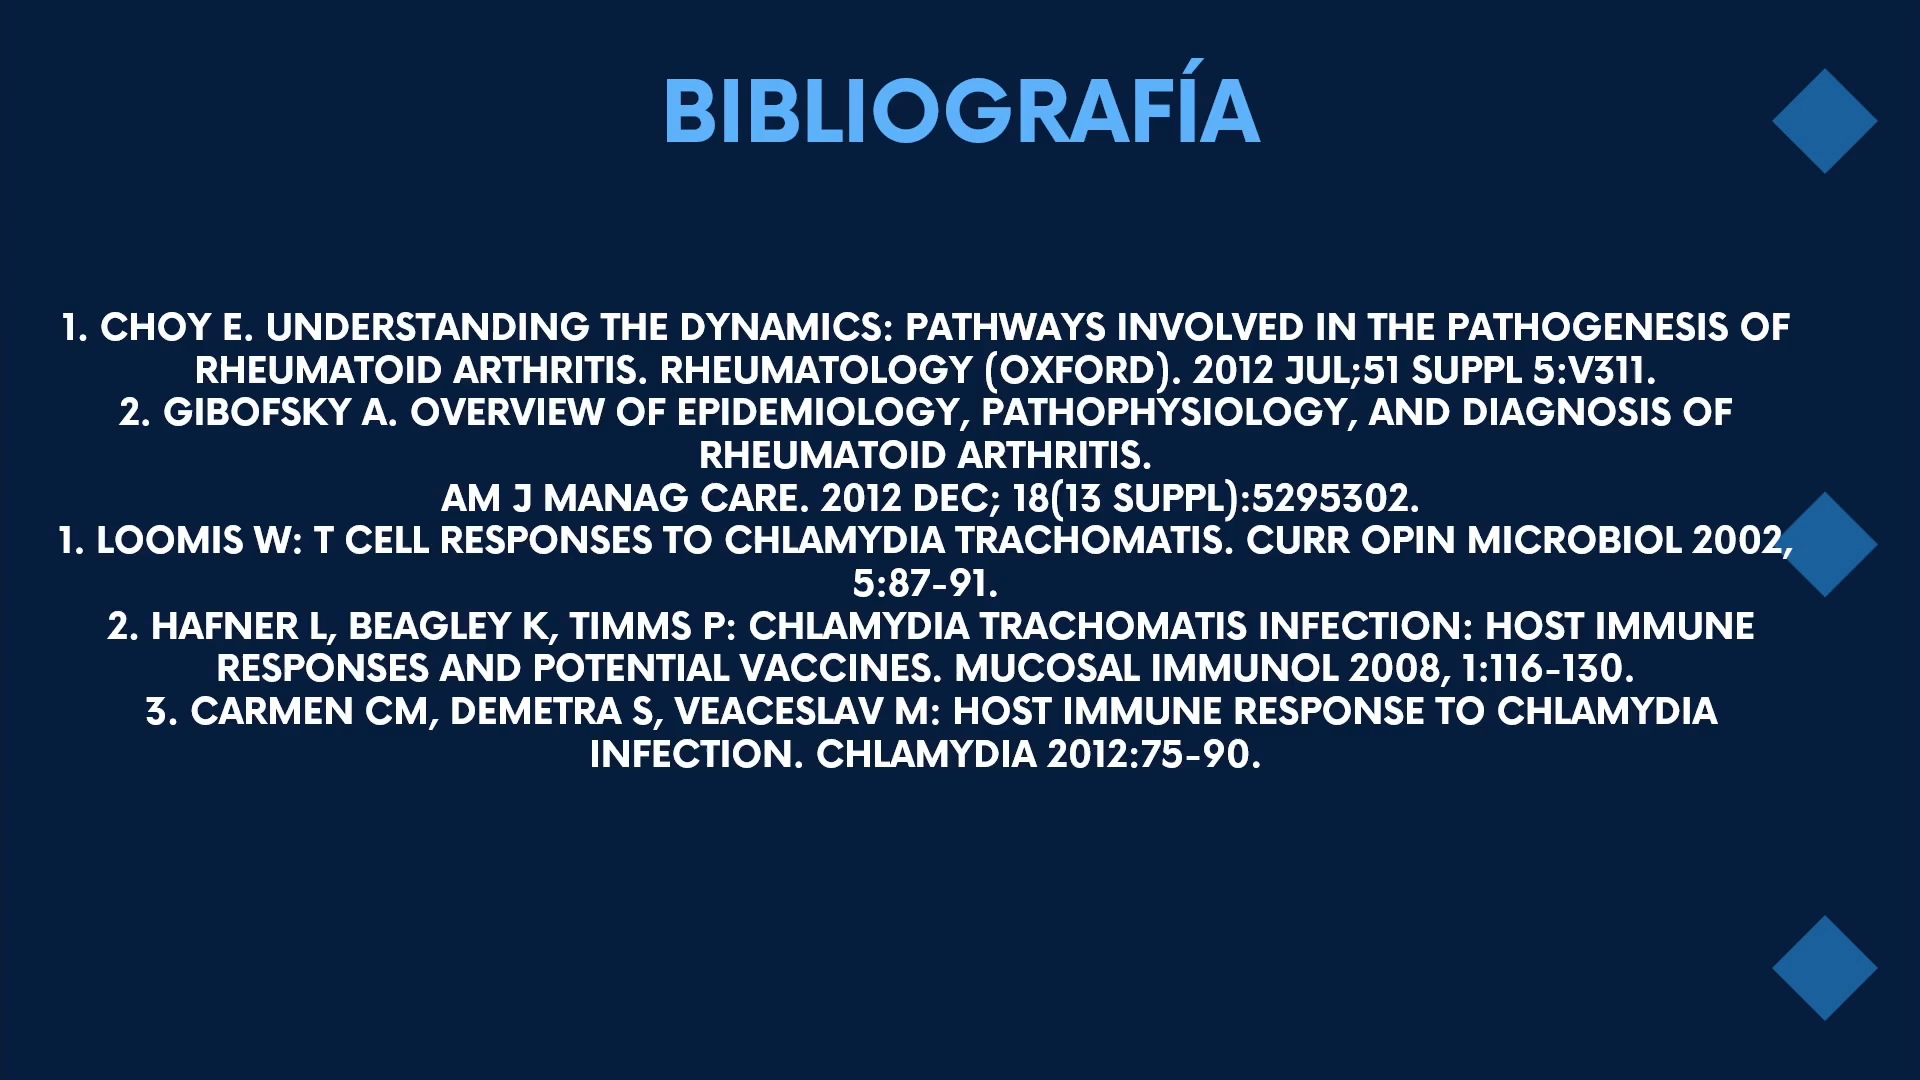 BIBLIOGRAFÍA
1. CHOY E. UNDERSTANDING THE DYNAMICS: PATHWAYS INVOLVED IN THE PATHOGENESIS OF
RHEUMATOID ARTHRITIS. RHEUMATOLOGY (OXFORD). 2012 JUL;51 SUPPL 5:V311.
2. GIBOFSKY A. OVERVIEW OF EPIDEMIOLOGY, PATHOPHYSIOLOGY, AND DIAGNOSIS OF
RHEUMATOID ARTHRITIS.
AM J MANAG CARE. 2012 DEC; 18(13 SUPPL):5295302.
1. LOOMIS W: T CELL RESPONSES TO CHLAMYDIA TRACHOMATIS. CURR OPIN MICROBIOL 2002,
5:87-91.
2. HAFNER L, BEAGLEY K, TIMMS P: CHLAMYDIA TRACHOMATIS INFECTION: HOST IMMUNE
RESPONSES AND POTENTIAL VACCINES. MUCOSAL IMMUNOL 2008, 1:116-130.
3. CARMEN CM, DEMETRA S, VEACESLAV M: HOST IMMUNE RESPONSE TO CHLAMYDIA
INFECTION. CHLAMYDIA 2012:75-90.